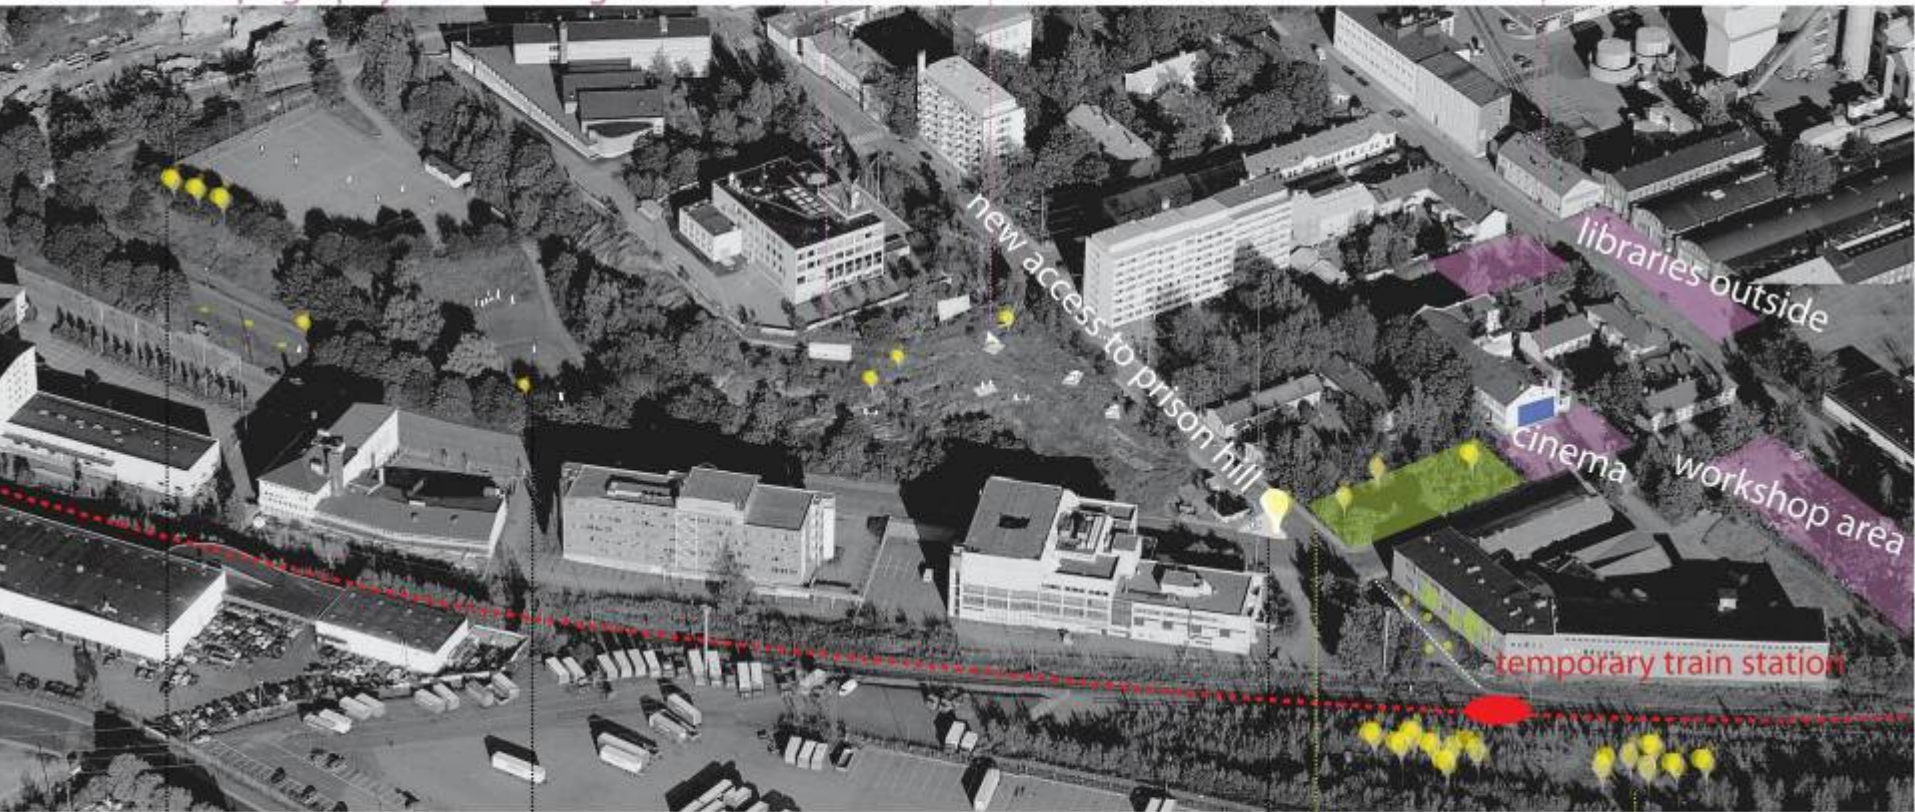 new access to prison hill
libraries outside
cinema
workshop area
temporary train station